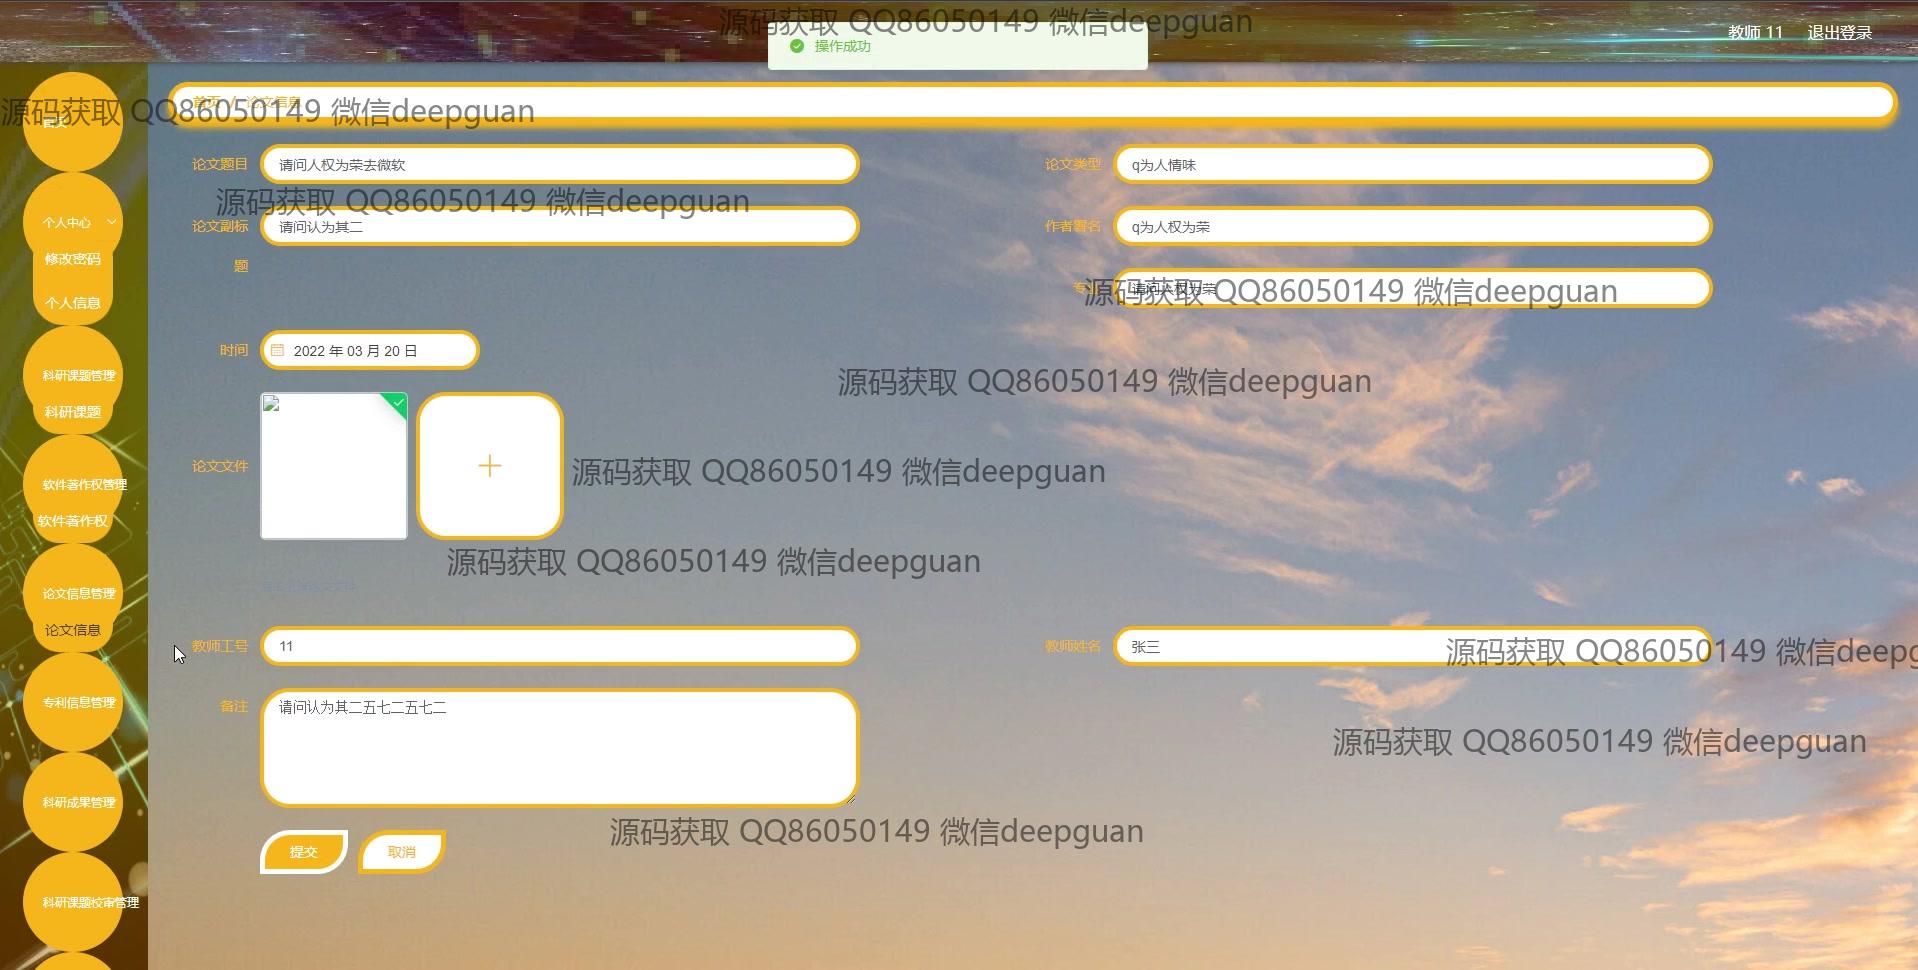 源码获取 QQ86050149 微信deepguan
操作成功
教师 11
退出登录
首页 / 论文信息
源码获取 QQ86050149 微信deepguan
首页
论文题目
请问人权为荣去微软
论文类型
q为人情味
源码获取 QQ86050149 微信deepguan
个人中心
论文副标题
请问认为其二
作者署名
q为人权为荣
修改密码
请问人权为荣
源码获取 QQ86050149 微信deepguan
个人信息
时间
2022 年 03 月 20 日
科研课题管理
源码获取 QQ86050149 微信deepguan
科研课题
论文文件
源码获取 QQ86050149 微信deepguan
软件著作权管理
软件著作权
源码获取 QQ86050149 微信deepguan
论文信息管理
论文信息
教师工号
11
教师姓名
张三
源码获取 QQ86050149 微信deepg
专利信息管理
备注
请问认为其二五七二五七二
源码获取 QQ86050149 微信deepguan
科研成果管理
源码获取 QQ86050149 微信deepguan
提交
取消
科研课题校审管理